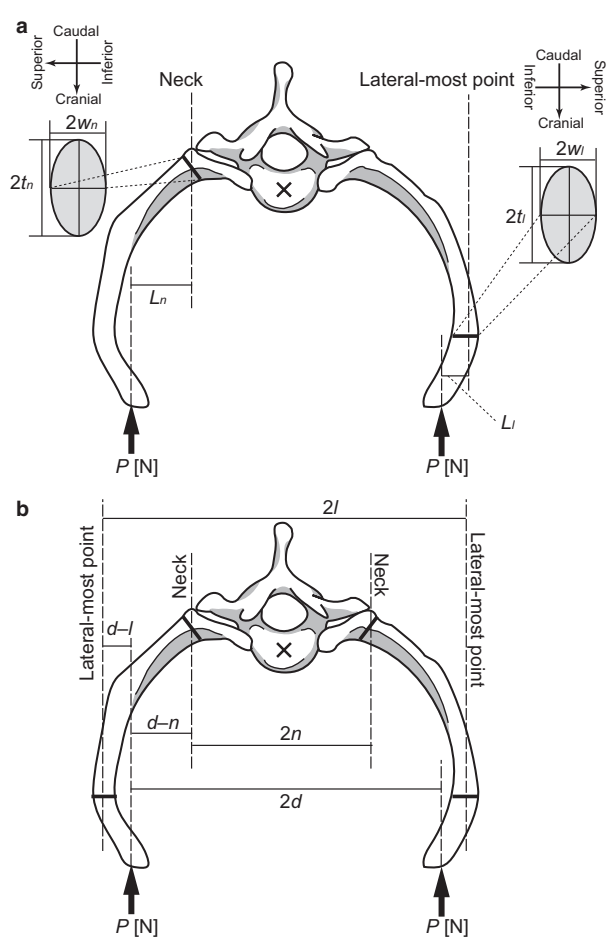 a
Caudal
Superior
Inferior
Cranial
Neck
Lateral-most point
Caudal
Inferior
Superior
Cranial
2wn
2tn
2wl
2tl
Ln
Ll
P [N]
P [N]
b
2l
Lateral-most point
Neck
Neck
Lateral-most point
d–l
d–n
2n
2d
P [N]
P [N]